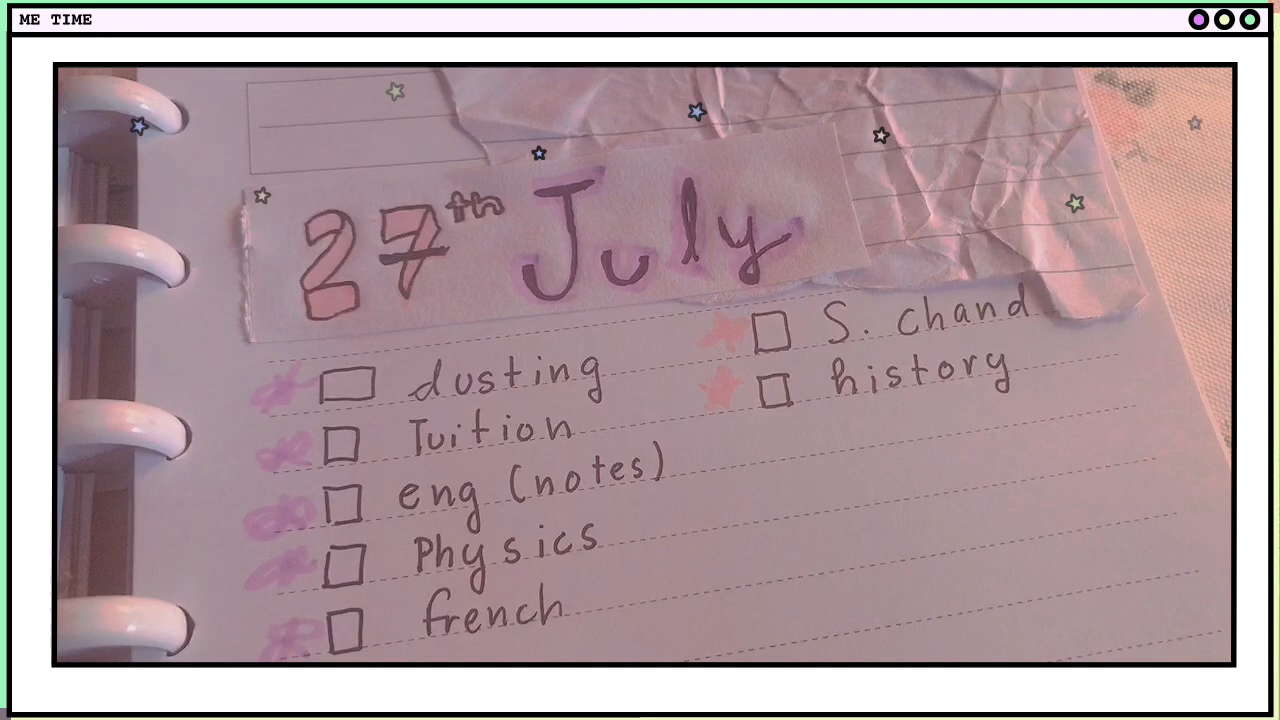 ME TIME
27th July
dusting
Tuition
eng (notes)
Physics
french
S. chand
history